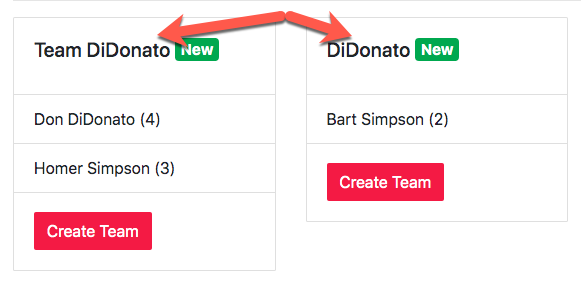 Team DiDonato New
Don DiDonato (4)
Homer Simpson (3)
Create Team
DiDonato New
Bart Simpson (2)
Create Team